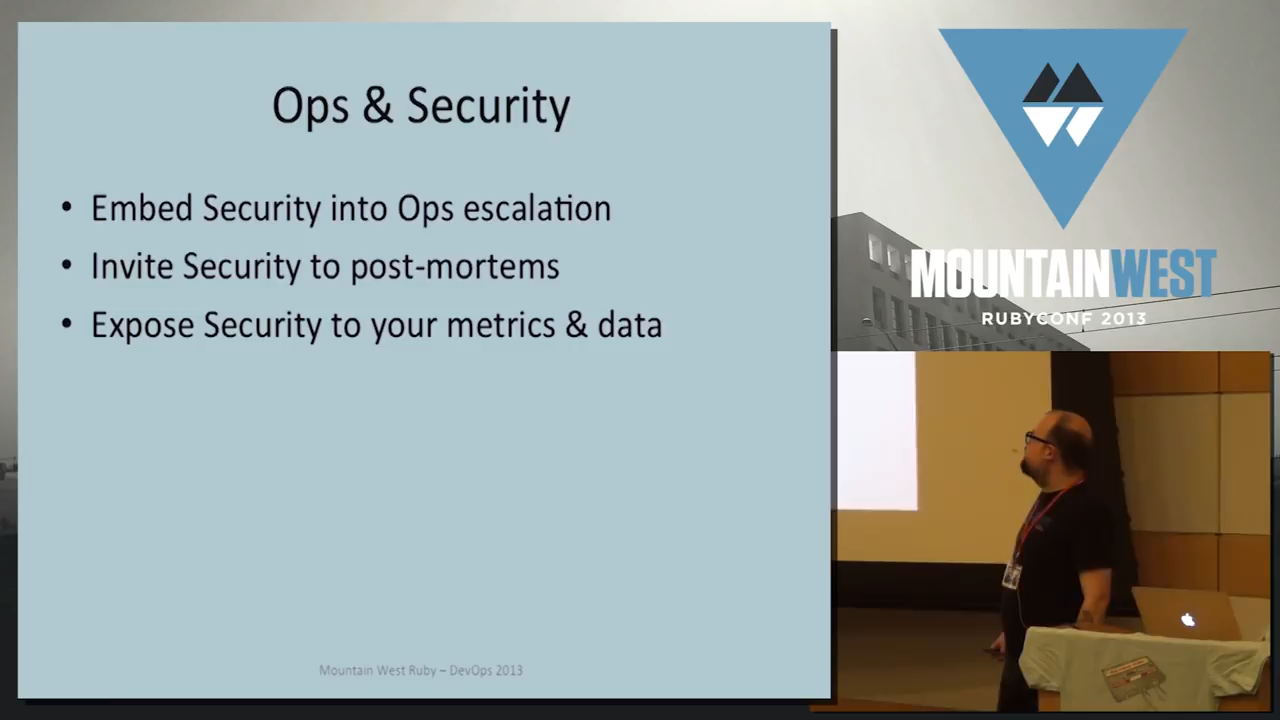 Ops & Security
• Embed Security into Ops escalation
• Invite Security to post-mortems
• Expose Security to your metrics & data
Mountain West Ruby – DevOps 2013
MOUNTAINWEST
RUBYCONF 2013